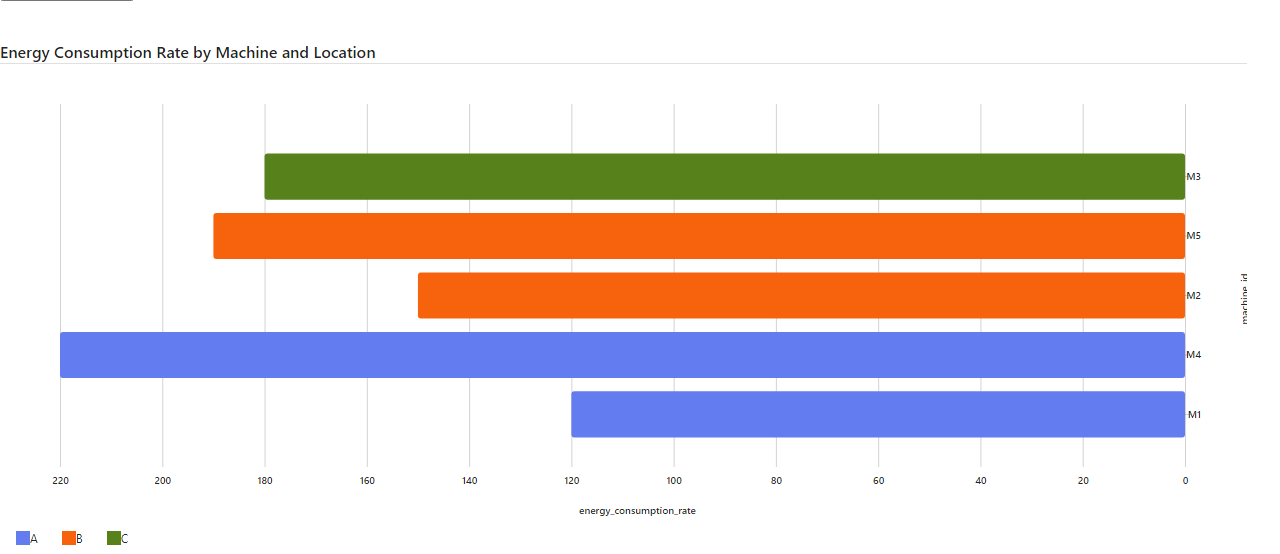 Energy Consumption Rate by Machine and Location
M3
M5
M2
M4
M1
machine_id
220 200 180 160 140 120 100 80 60 40 20 0
energy_consumption_rate
A B C